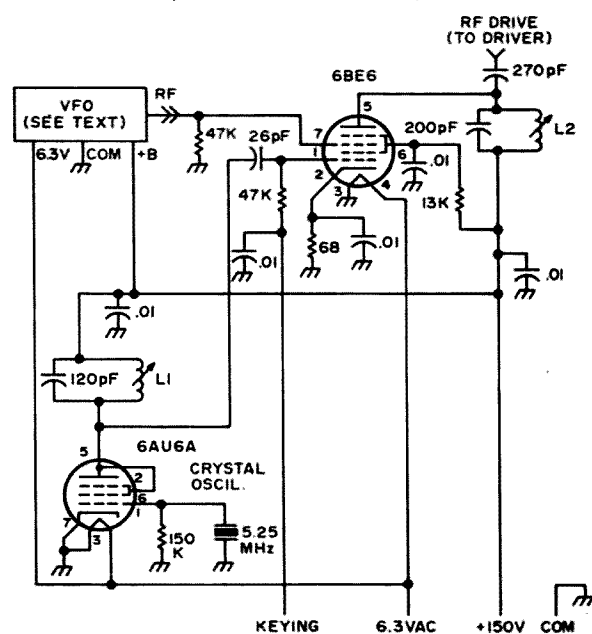 RF DRIVE
(TO DRIVER)
6BE6
270pF
5
VFO
(SEE TEXT)
RF
6.3V
COM
+B
47K
26pF
7
1
2
3
4
6
200pF
L2
.01
47K
13K
68
.01
.01
.01
.01
120pF
L1
6AU6A
5
CRYSTAL
OSCIL.
2
6
1
7
3
150
K
5.25
MHz
KEYING
6.3VAC
+150V
COM